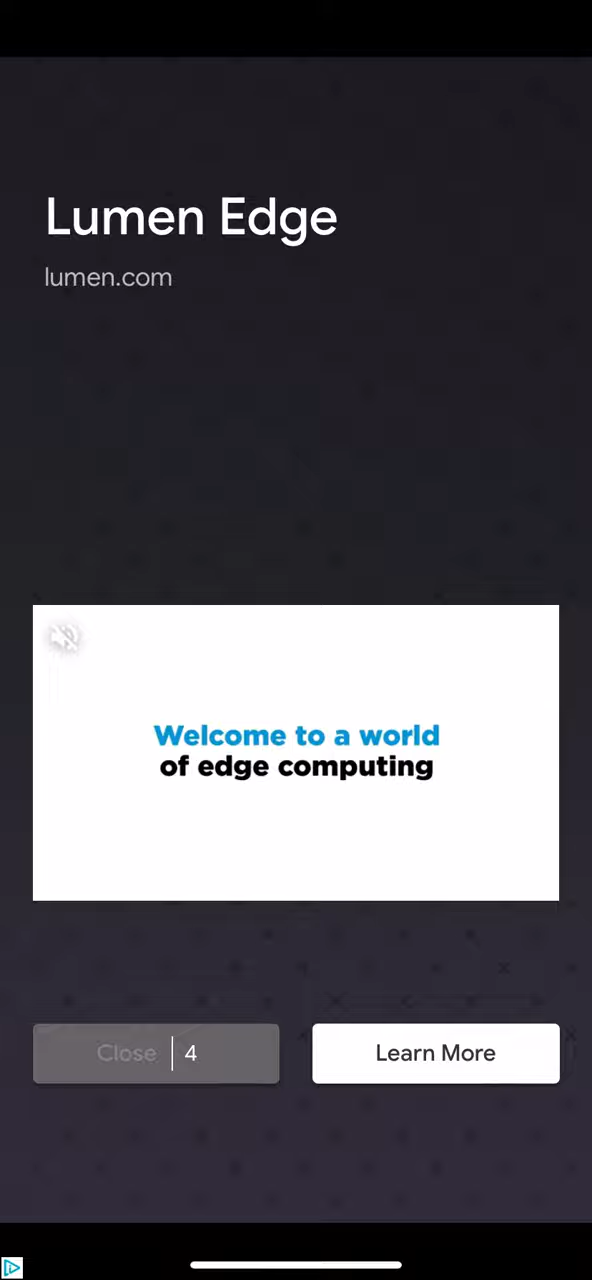 Lumen Edge
lumen.com
Welcome to a world
of edge computing
Close | 4
Learn More